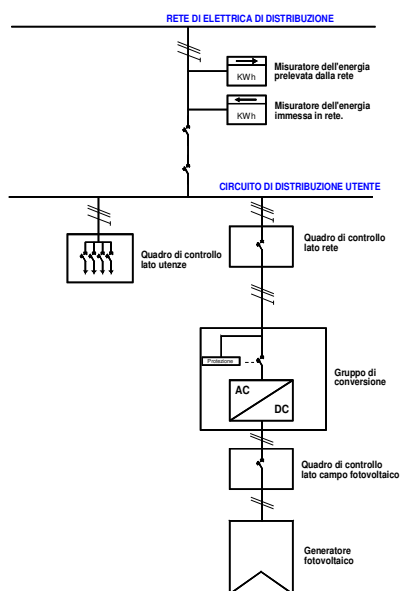 RETE DI ELETTRICA DI DISTRIBUZIONE
KWh
Misuratore dell'energia
prelevata dalla rete
KWh
Misuratore dell'energia
immessa in rete.
CIRCUITO DI DISTRIBUZIONE UTENTE
Quadro di controllo
lato utenze
Quadro di controllo
lato rete
Protezione
AC
DC
Gruppo di
conversione
Quadro di controllo
lato campo fotovoltaico
Generatore
fotovoltaico